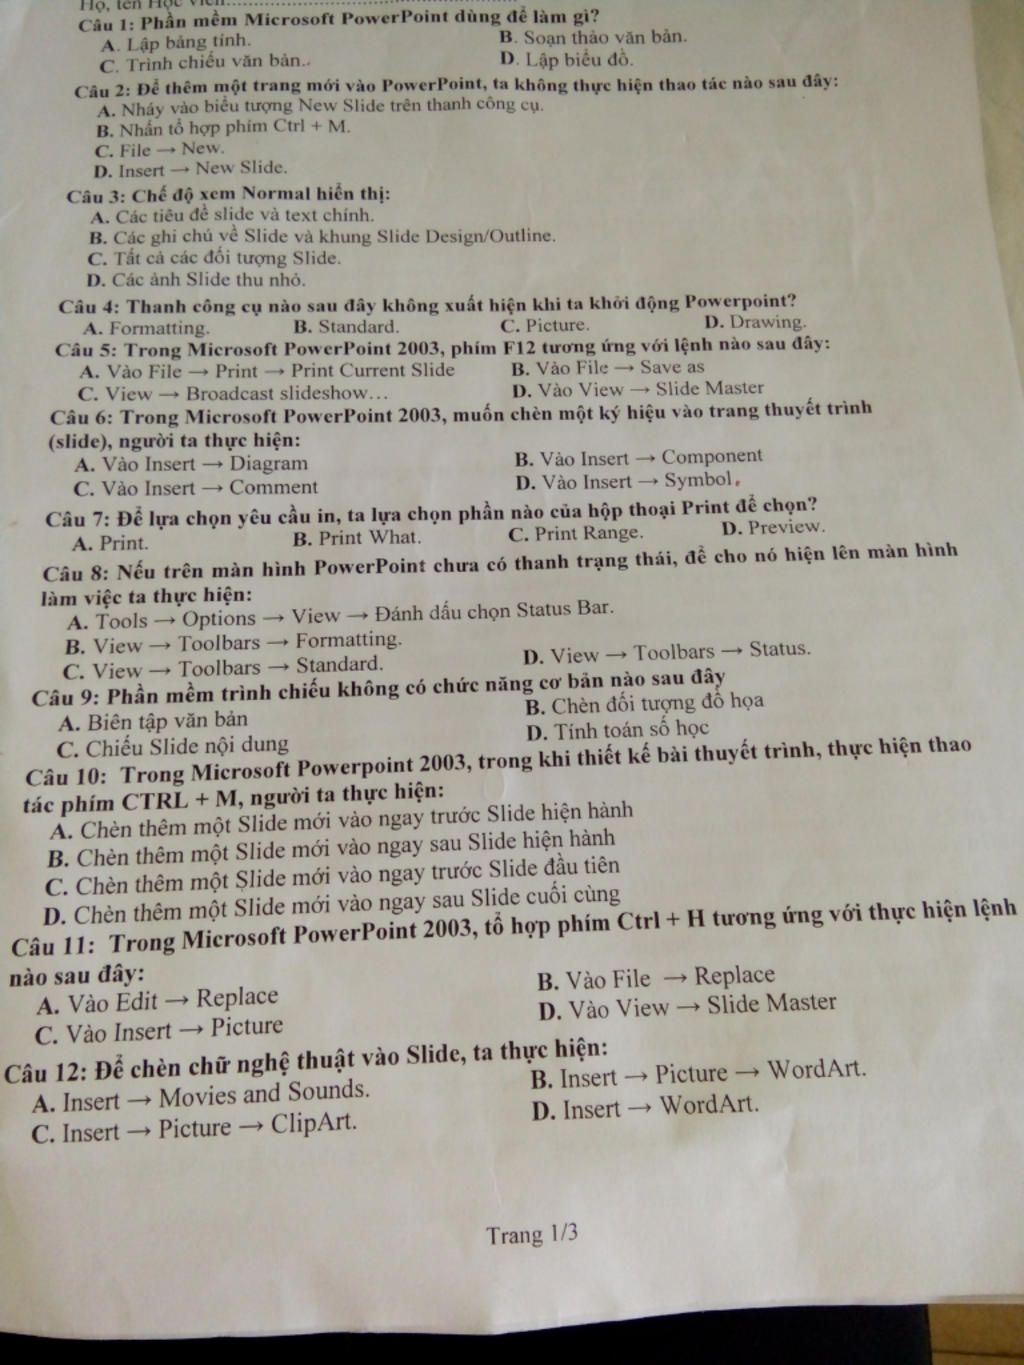 Họ, tên Học viên..............................
Câu 1: Phần mềm Microsoft PowerPoint dùng để làm gì?
A. Lập bảng tính. B. Soạn thảo văn bản.
C. Trình chiếu văn bản.. D. Lập biểu đồ.
Câu 2: Để thêm một trang mới vào PowerPoint, ta không thực hiện thao tác nào sau đây:
A. Nháy vào biểu tượng New Slide trên thanh công cụ.
B. Nhấn tổ hợp phím Ctrl + M.
C. File → New.
D. Insert → New Slide.
Câu 3: Chế độ xem Normal hiển thị:
A. Các tiêu đề slide và text chính.
B. Các ghi chú về Slide và khung Slide Design/Outline.
C. Tất cả các đối tượng Slide.
D. Các ảnh Slide thu nhỏ.
Câu 4: Thanh công cụ nào sau đây không xuất hiện khi ta khởi động Powerpoint?
A. Formatting. B. Standard. C. Picture. D. Drawing.
Câu 5: Trong Microsoft PowerPoint 2003, phím F12 tương ứng với lệnh nào sau đây:
A. Vào File → Print → Print Current Slide B. Vào File → Save as
C. View → Broadcast slideshow… D. Vào View → Slide Master
Câu 6: Trong Microsoft PowerPoint 2003, muốn chèn một ký hiệu vào trang thuyết trình
(slide), người ta thực hiện:
A. Vào Insert → Diagram B. Vào Insert → Component
C. Vào Insert → Comment D. Vào Insert → Symbol.
Câu 7: Để lựa chọn yêu cầu in, ta lựa chọn phần nào của hộp thoại Print để chọn?
A. Print. B. Print What. C. Print Range. D. Preview.
Câu 8: Nếu trên màn hình PowerPoint chưa có thanh trạng thái, để cho nó hiện lên màn hình
làm việc ta thực hiện:
A. Tools → Options → View → Đánh dấu chọn Status Bar.
B. View → Toolbars → Formatting.
C. View → Toolbars → Standard. D. View → Toolbars → Status.
Câu 9: Phần mềm trình chiếu không có chức năng cơ bản nào sau đây
A. Biên tập văn bản B. Chèn đối tượng đồ họa
C. Chiếu Slide nội dung D. Tính toán số học
Câu 10: Trong Microsoft Powerpoint 2003, trong khi thiết kế bài thuyết trình, thực hiện thao
tác phím CTRL + M, người ta thực hiện:
A. Chèn thêm một Slide mới vào ngay trước Slide hiện hành
B. Chèn thêm một Slide mới vào ngay sau Slide hiện hành
C. Chèn thêm một Slide mới vào ngay trước Slide đầu tiên
D. Chèn thêm một Slide mới vào ngay sau Slide cuối cùng
Câu 11: Trong Microsoft PowerPoint 2003, tổ hợp phím Ctrl + H tương ứng với thực hiện lệnh
nào sau đây:
A. Vào Edit → Replace B. Vào File → Replace
C. Vào Insert → Picture D. Vào View → Slide Master
Câu 12: Để chèn chữ nghệ thuật vào Slide, ta thực hiện:
A. Insert → Movies and Sounds. B. Insert → Picture → WordArt.
C. Insert → Picture → ClipArt. D. Insert → WordArt.
Trang 1/3